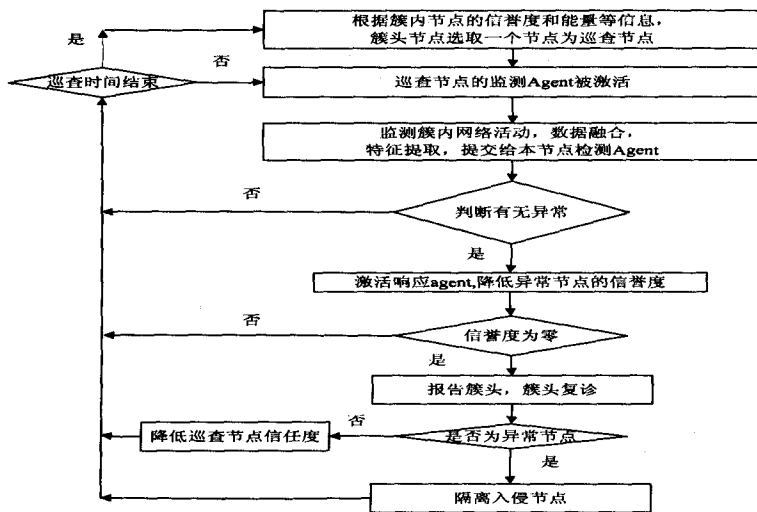 根据簇内节点的信誉度和能量等信息，
簇头节点选取一个节点为巡查节点
是
否
巡查时间结束
巡查节点的监测Agent被激活
监测簇内网络活动，数据融合，
特征提取，提交给本节点检测Agent
否
判断有无异常
是
激活响应agent,降低异常节点的信誉度
否
信誉度为零
是
报告簇头，簇头复诊
否
降低巡查节点信任度
是否为异常节点
是
隔离入侵节点